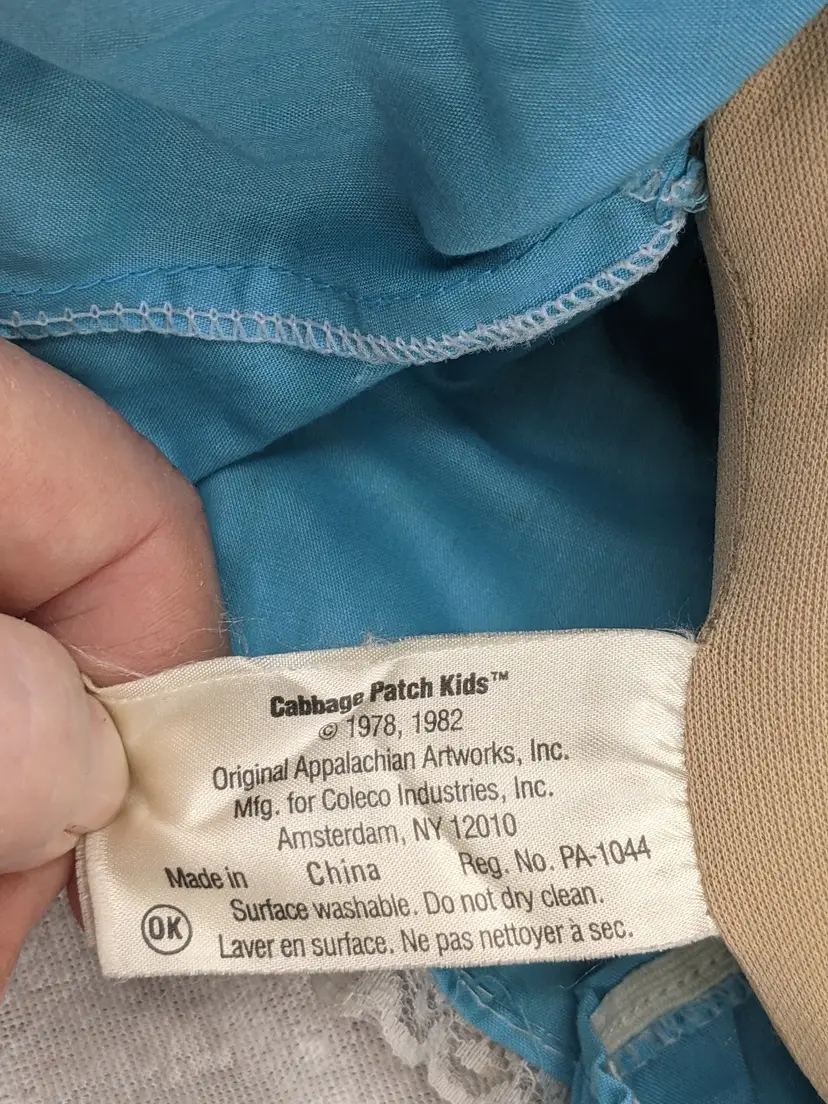 Cabbage Patch Kids™
© 1978, 1982
Original Appalachian Artworks, Inc.
Mfg. for Coleco Industries, Inc.
Amsterdam, NY 12010
Made in China Reg. No. PA-1044
Surface washable. Do not dry clean.
OK Laver en surface. Ne pas nettoyer à sec.